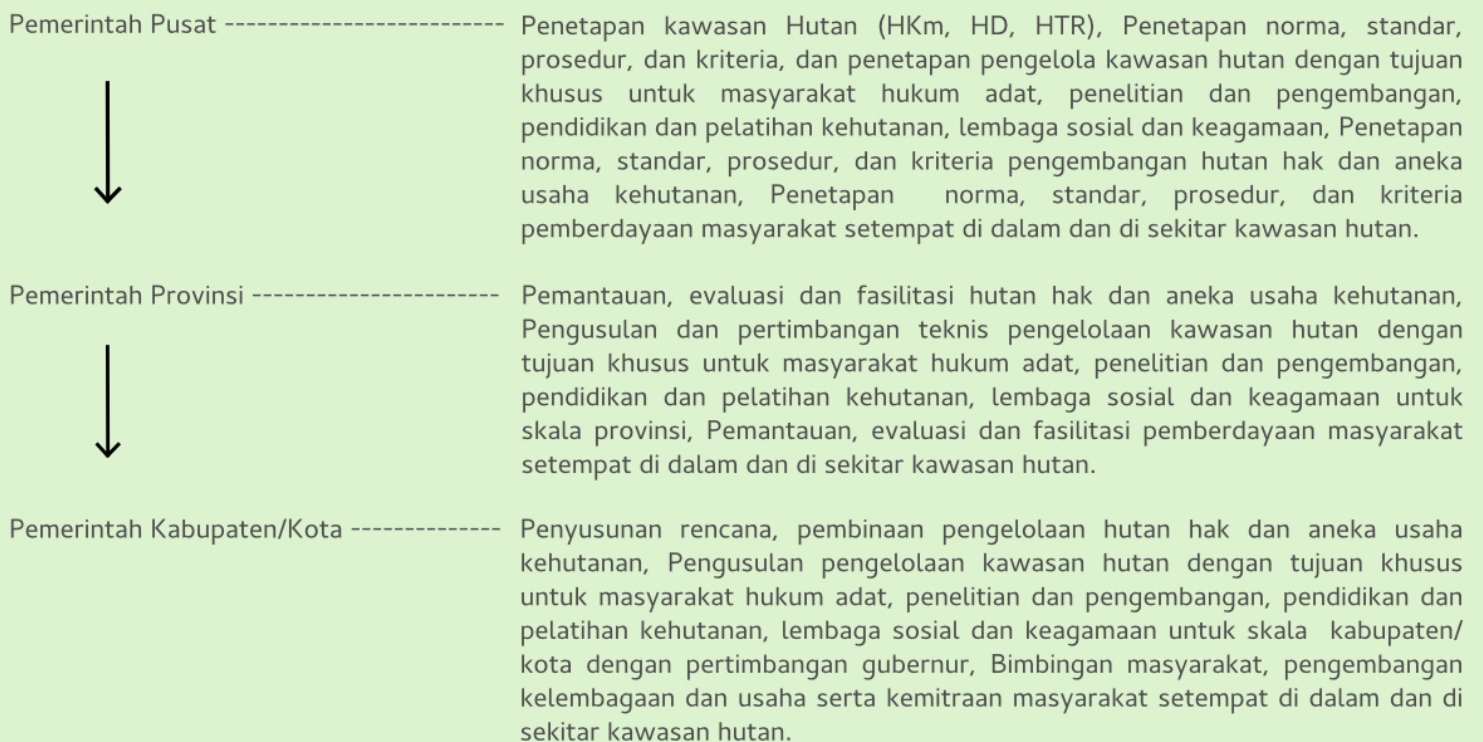 Pemerintah Pusat -------------------------- Penetapan kawasan Hutan (HKm, HD, HTR), Penetapan norma, standar,
prosedur, dan kriteria, dan penetapan pengelola kawasan hutan dengan tujuan
khusus untuk masyarakat hukum adat, penelitian dan pengembangan,
pendidikan dan pelatihan kehutanan, lembaga sosial dan keagamaan, Penetapan
norma, standar, prosedur, dan kriteria pengembangan hutan hak dan aneka
usaha kehutanan, Penetapan norma, standar, prosedur, dan kriteria
pemberdayaan masyarakat setempat di dalam dan di sekitar kawasan hutan.
Pemerintah Provinsi ----------------------- Pemantauan, evaluasi dan fasilitasi hutan hak dan aneka usaha kehutanan,
Pengusulan dan pertimbangan teknis pengelolaan kawasan hutan dengan
tujuan khusus untuk masyarakat hukum adat, penelitian dan pengembangan,
pendidikan dan pelatihan kehutanan, lembaga sosial dan keagamaan untuk
skala provinsi, Pemantauan, evaluasi dan fasilitasi pemberdayaan masyarakat
setempat di dalam dan di sekitar kawasan hutan.
Pemerintah Kabupaten/Kota -------------- Penyusunan rencana, pembinaan pengelolaan hutan hak dan aneka usaha
kehutanan, Pengusulan pengelolaan kawasan hutan dengan tujuan khusus
untuk masyarakat hukum adat, penelitian dan pengembangan, pendidikan dan
pelatihan kehutanan, lembaga sosial dan keagamaan untuk skala kabupaten/
kota dengan pertimbangan gubernur, Bimbingan masyarakat, pengembangan
kelembagaan dan usaha serta kemitraan masyarakat setempat di dalam dan di
sekitar kawasan hutan.